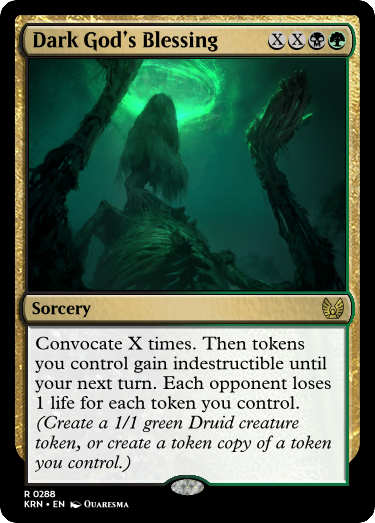 Dark God's Blessing X X
Sorcery
Convocate X times. Then tokens
you control gain indestructible until
your next turn. Each opponent loses
1 life for each token you control.
(Create a 1/1 green Druid creature
token, or create a token copy of a token
you control.)
R 0288
KRN • EN Quaresma